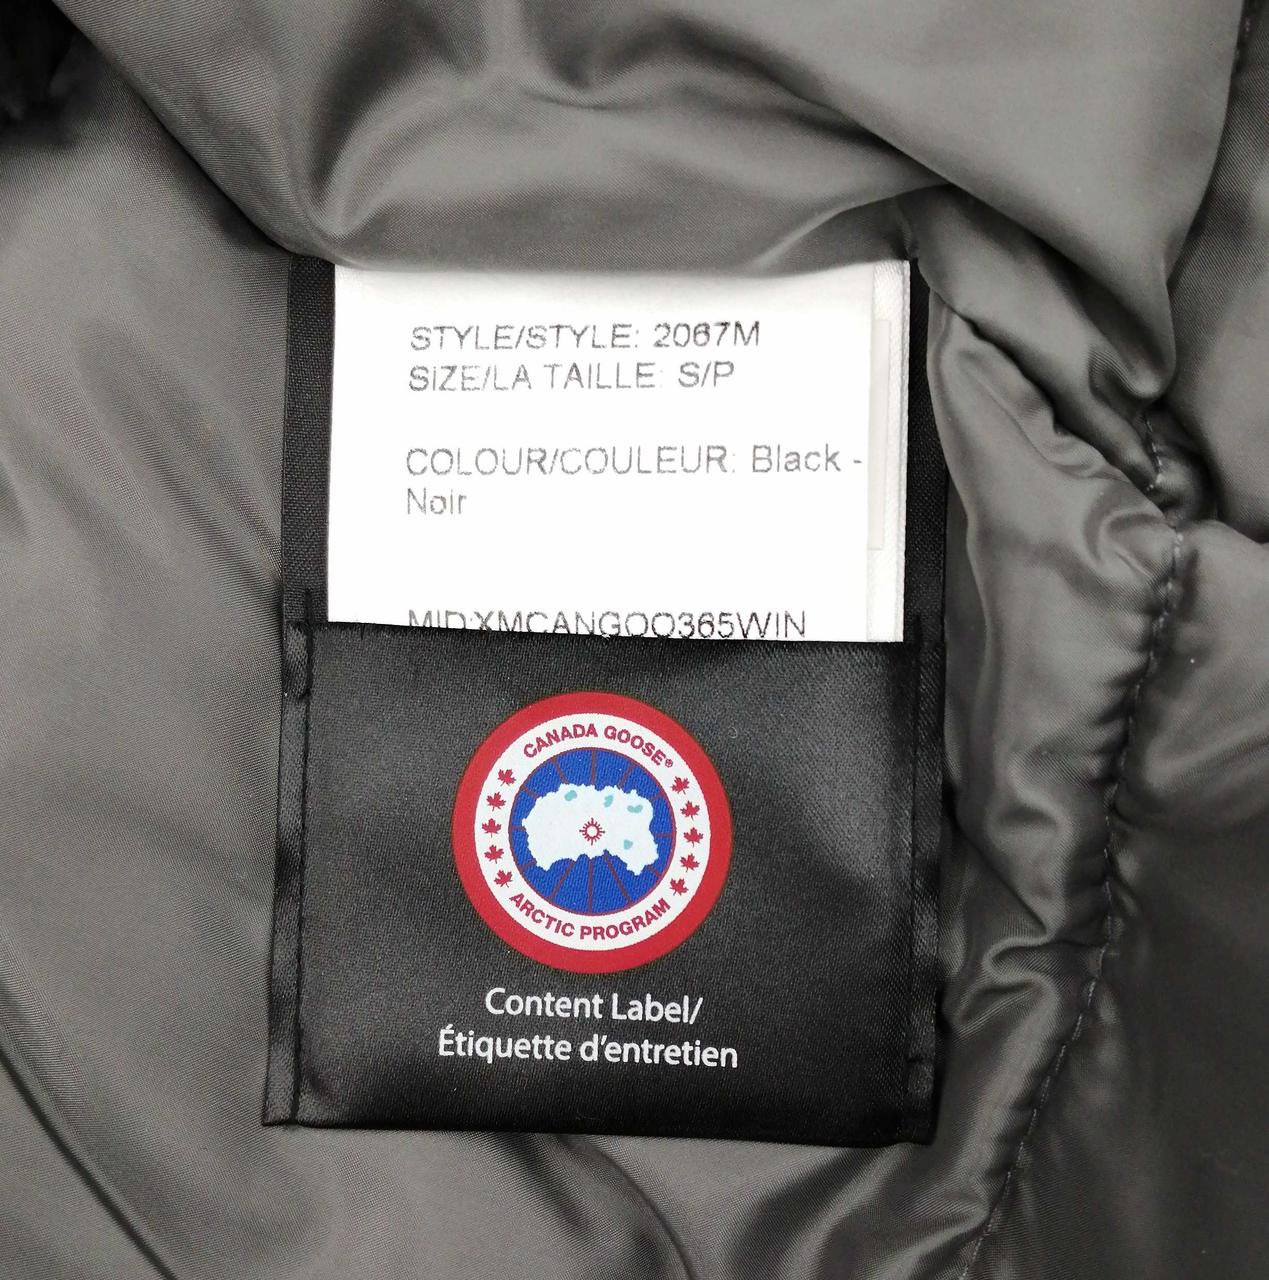 STYLE/STYLE: 2067M
SIZE/LA TAILLE: S/P
COLOUR/COULEUR: Black -
Noir
MID:XMCANGOO365WIN
CANADA GOOSE®
ARCTIC PROGRAM
Content Label/
Étiquette d'entretien